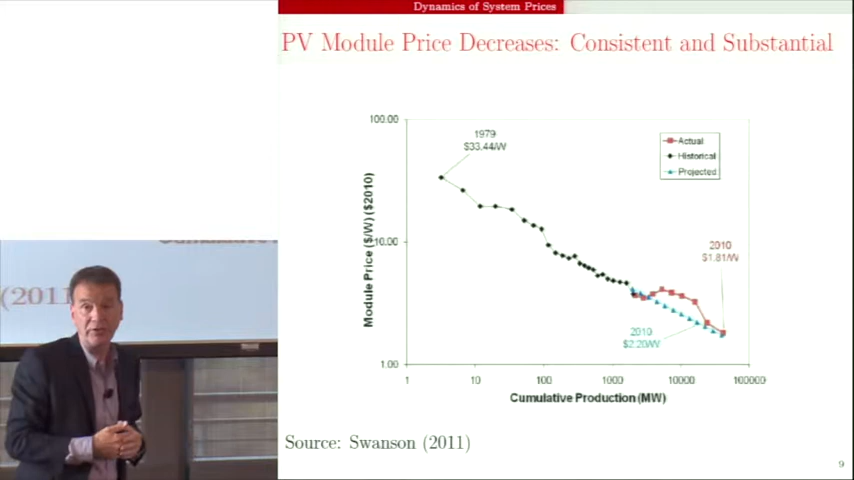 Dynamics of System Prices
PV Module Price Decreases: Consistent and Substantial
100.00
10.00
1.00
Module Price ($/W) ($2010)
1979
$33.44/W
Actual
Historical
Projected
2010
$1.81/W
2010
$2.20/W
1
10
100
1000
10000
100000
Cumulative Production (MW)
Source: Swanson (2011)
9
(2011